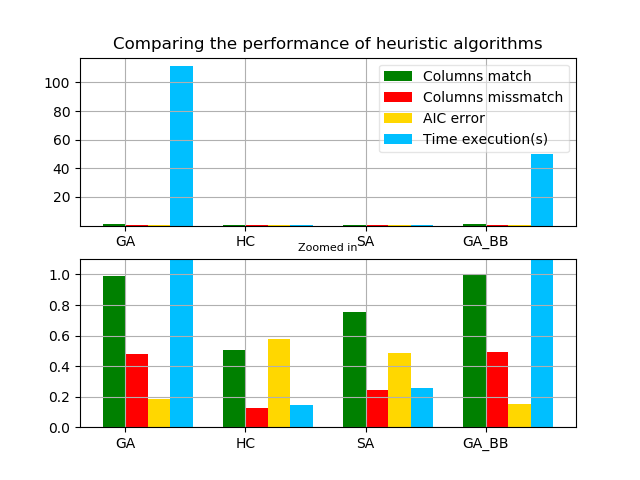 Comparing the performance of heuristic algorithms
100
80
60
40
20
Columns match
Columns missmatch
AIC error
Time execution(s)
GA HC SA GA_BB
Zoomed in
1.0
0.8
0.6
0.4
0.2
0.0
GA HC SA GA_BB